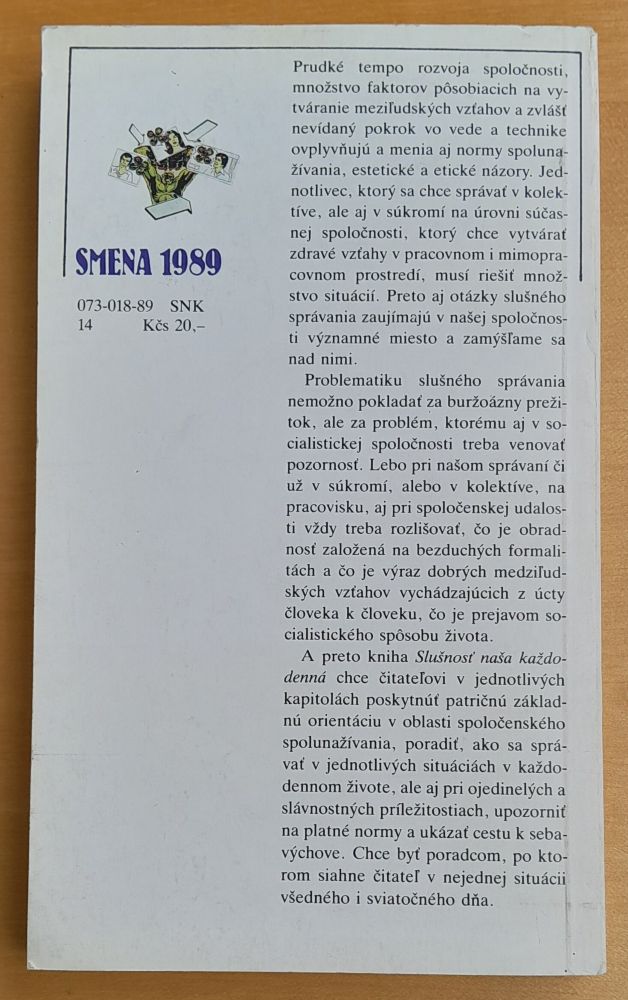 SMENA 1989
073-018-89 SNK
14 Kčs 20,–
Prudké tempo rozvoja spoločnosti,
množstvo faktorov pôsobiacich na vy-
tváranie meziľudských vzťahov a zvlášť
nevídaný pokrok vo vede a technike
ovplyvňujú a menia aj normy spoluna-
žívania, estetické a etické názory. Jed-
notlivec, ktorý sa chce správať v kolek-
tíve, ale aj v súkromí na úrovni súčas-
nej spoločnosti, ktorý chce vytvárať
zdravé vzťahy v pracovnom i mimopra-
covnom prostredí, musí riešiť množ-
stvo situácií. Preto aj otázky slušného
správania zaujímajú v našej spoločnos-
ti významné miesto a zamýšľame sa
nad nimi.
Problematiku slušného správania
nemožno pokladať za buržoázny preži-
tok, ale za problém, ktorému aj v so-
cialistickej spoločnosti treba venovať
pozornosť. Lebo pri našom správaní či
už v súkromí, alebo v kolektíve, na
pracovisku, aj pri spoločenskej udalos-
ti vždy treba rozlišovať, čo je obrad-
nosť založená na bezduchých formali-
tách a čo je výraz dobrých medziľud-
ských vzťahov vychádzajúcich z úcty
človeka k človeku, čo je prejavom so-
cialistického spôsobu života.
A preto kniha Slušnosť naša každo-
denná chce čitateľovi v jednotlivých
kapitolách poskytnúť patričnú základ-
nú orientáciu v oblasti spoločenského
spolunažívania, poradiť, ako sa sprá-
vať v jednotlivých situáciách v každo-
dennom živote, ale aj pri ojedinelých a
slávnostných príležitostiach, upozorniť
na platné normy a ukázať cestu k seba-
výchove. Chce byť poradcom, po kto-
rom siahne čitateľ v nejednej situácii
všedného i sviatočného dňa.